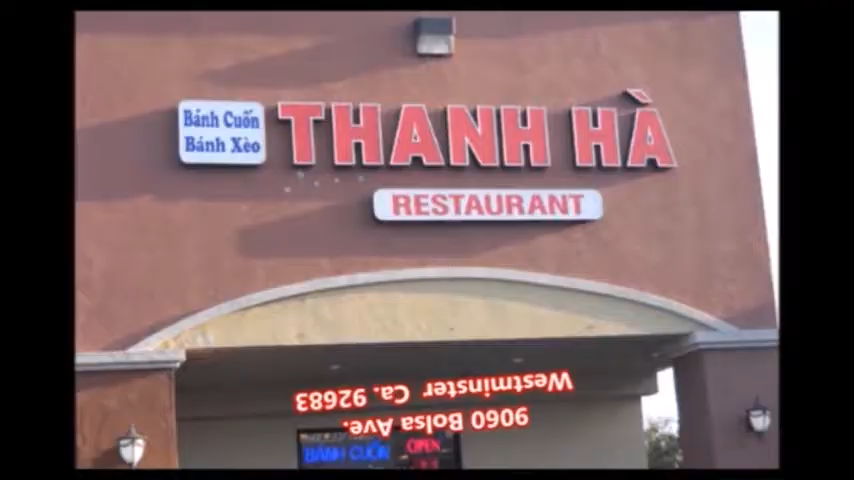 Bánh Cuốn
Bánh Xèo
THANH HÀ
RESTAURANT
9060 Bolsa Ave.
Westminster Ca. 92683
BÁNH CUỐN
OPEN